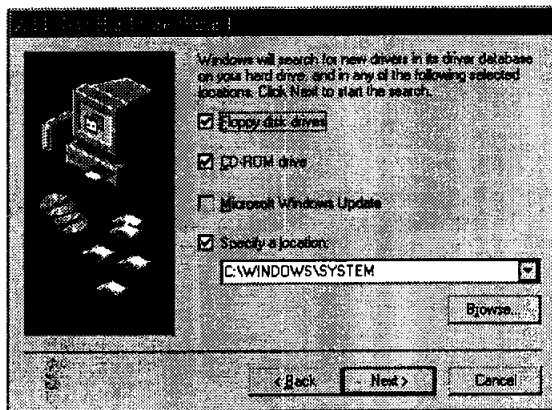 Windows will search for new drivers in its driver database
on your hard drive, and in any of the following selected
locations. Click Next to start the search.
Floppy disk drives
CD-ROM drive
Microsoft Windows Update
Specify a location:
C:\WINDOWS\SYSTEM
Browse...
< Back
Next >
Cancel